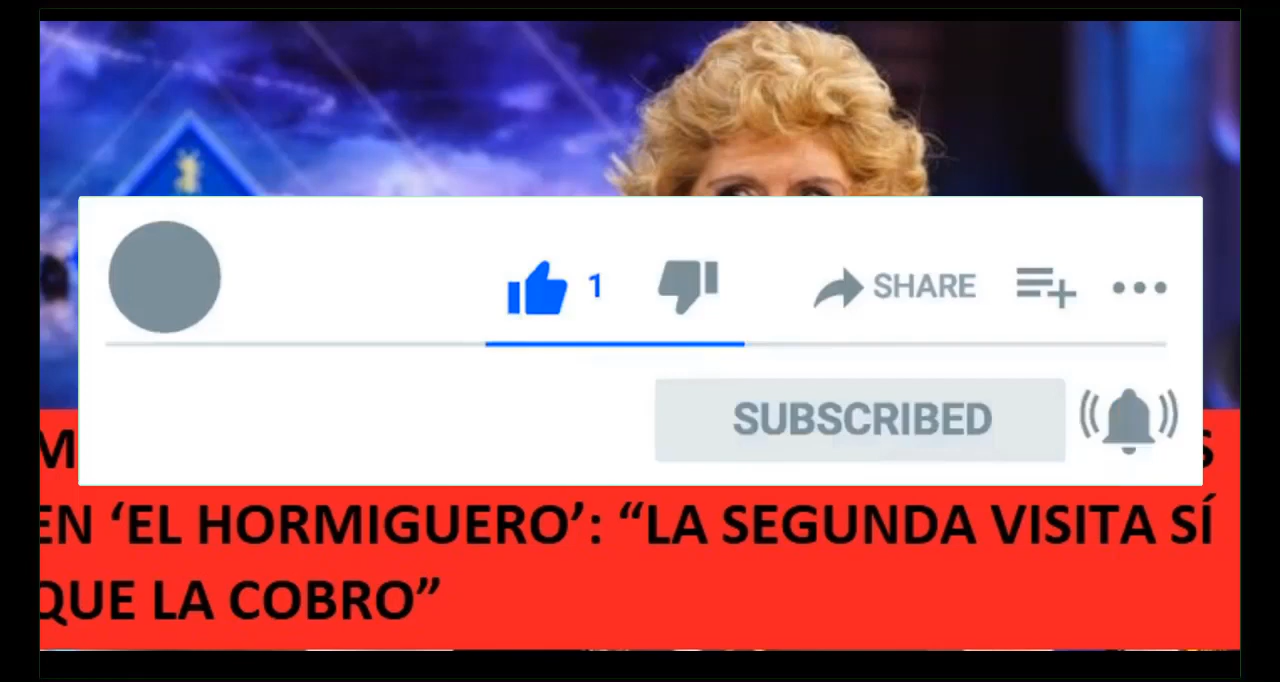 1
SHARE
SUBSCRIBED
EN ‘EL HORMIGUERO’: “LA SEGUNDA VISITA SÍ
QUE LA COBRO”